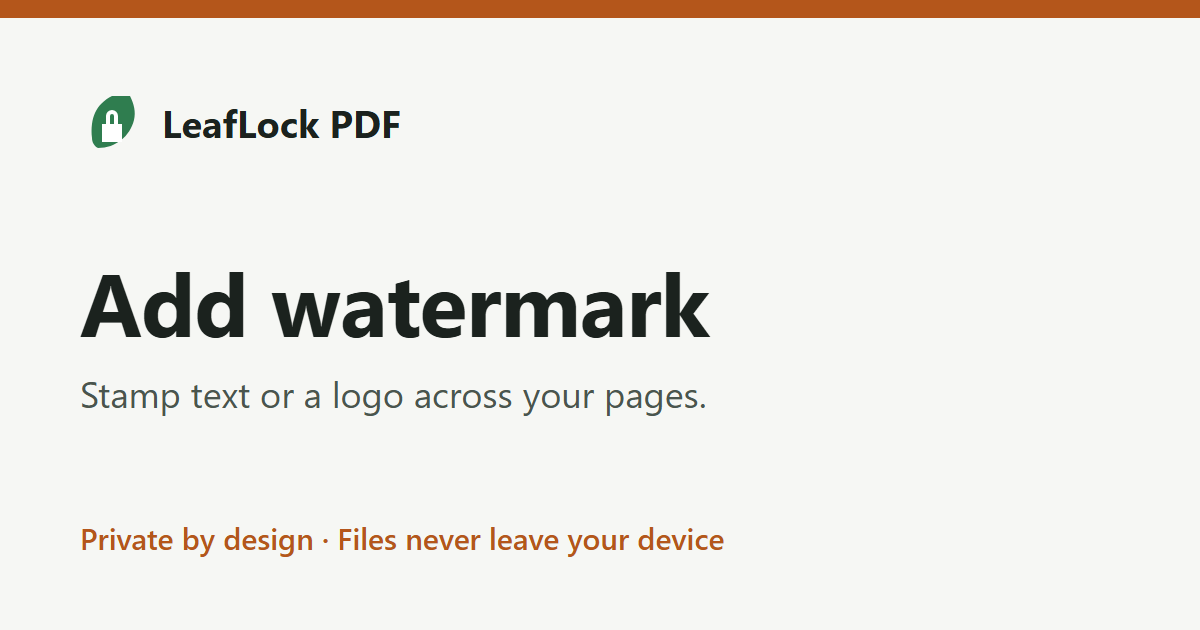 LeafLock PDF
Add watermark
Stamp text or a logo across your pages.
Private by design · Files never leave your device